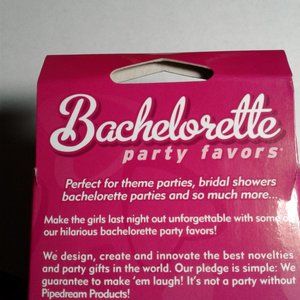 Bachelorette
party favors
Perfect for theme parties, bridal showers
bachelorette parties and so much more...
Make the girls last night out unforgettable with some of
our hilarious bachelorette party favors!
We design, create and innovate the best novelties
and party gifts in the world. Our pledge is simple: We
guarantee to make 'em laugh! It's not a party without
Pipedream Products!